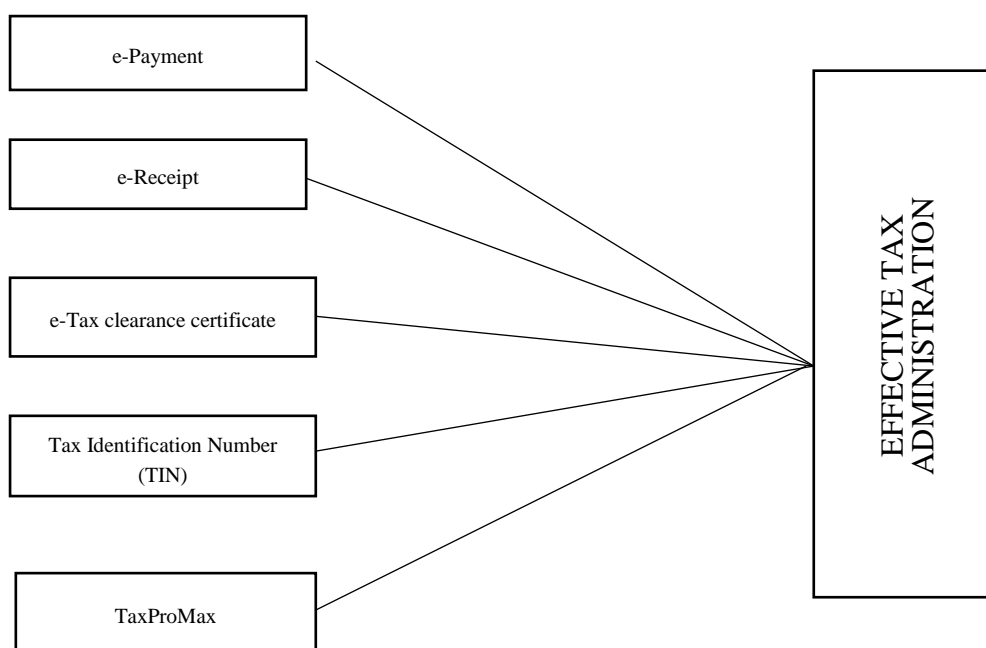 e-Payment
e-Receipt
e-Tax clearance certificate
Tax Identification Number
(TIN)
TaxProMax
EFFECTIVE TAX
ADMINISTRATION